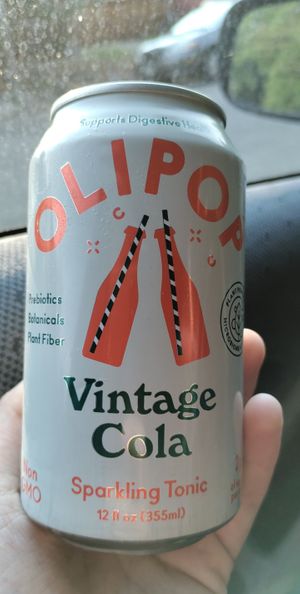 Supports Digestive
OLIPOP
Prebiotics
Botanicals
Plant Fiber
Vintage
Cola
Non
GMO
Sparkling Tonic
12 fl oz (355ml)